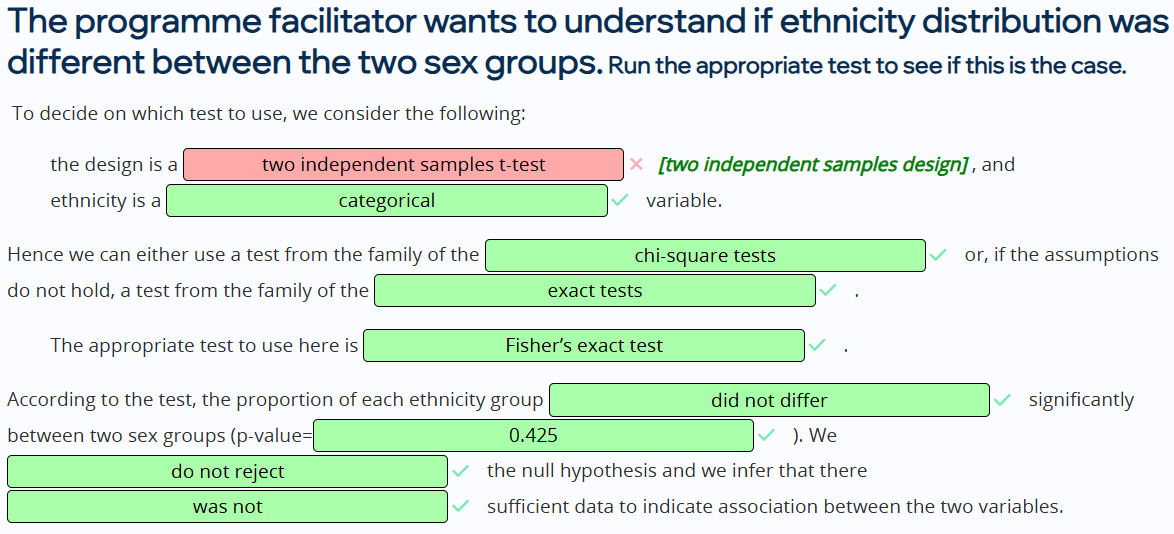 The programme facilitator wants to understand if ethnicity distribution was
different between the two sex groups. Run the appropriate test to see if this is the case.
To decide on which test to use, we consider the following:
the design is a two independent samples t-test ✕ [two independent samples design] , and
ethnicity is a categorical ✓ variable.
Hence we can either use a test from the family of the chi-square tests ✓ or, if the assumptions
do not hold, a test from the family of the exact tests ✓ .
The appropriate test to use here is Fisher’s exact test ✓ .
According to the test, the proportion of each ethnicity group did not differ ✓ significantly
between two sex groups (p-value= 0.425 ✓ ). We
do not reject ✓ the null hypothesis and we infer that there
was not ✓ sufficient data to indicate association between the two variables.